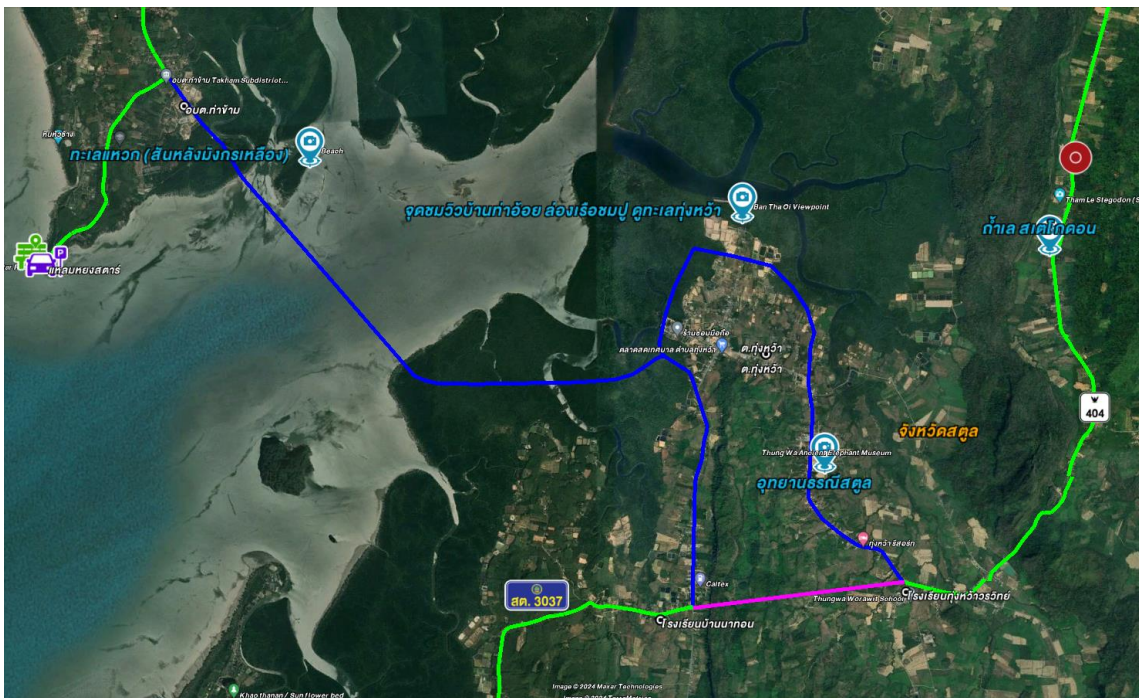 อบต.ท่าข้าม Takham Subdistrict...
อบต.ท่าข้าม
หินหัวช้าง
ทะเลแหวก (สันหลังมังกรเหลือง)
Beach
จุดชมวิวบ้านท่าอ้อย ล่องเรือชมปู ดูทะเลทุ่งหว้า
Ban Tha Oi Viewpoint
Tham Le Stegodon (S
ถ้ำเล สเตโกดอน
P
แหลมหยงสตาร์
ร้านซ่อมมือถือ
ตลาดสดเทศบาล ตำบลทุ่งหว้า
ต.ทุ่งหว้า
ต.ทุ่งหว้า
404
จังหวัดสตูล
Thung Wa Ancient Elephant Museum
อุทยานธรณีสตูล
ทุ่งหว้า รีสอร์ท
Caltex
สต. 3037
Thungwa Worawit School
โรงเรียนทุ่งหว้าวรวิทย์
โรงเรียนบ้านนาทอน
Khao thanan / Sun flower bed
Image © 2024 Maxar Technologies